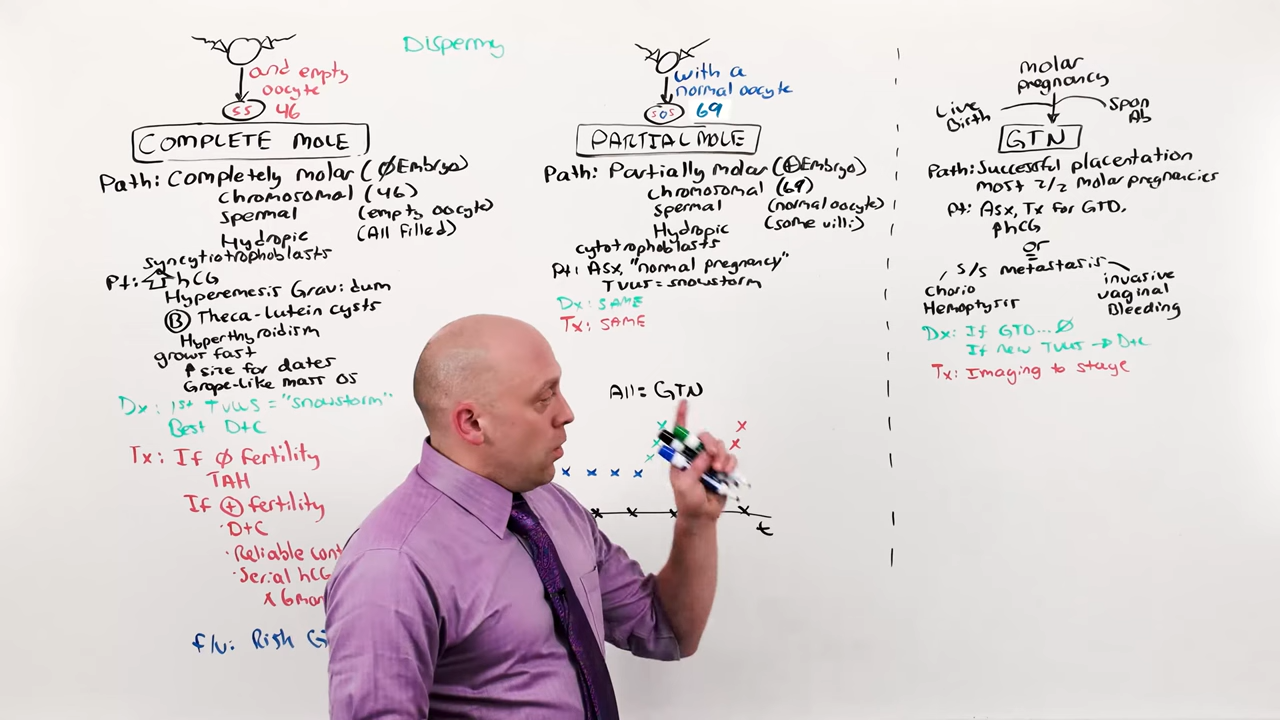 Dispermy
and empty
oocyte
SS 46
COMPLETE MOLE
Path: Completely molar (∅Embryo)
Chromosomal (46)
Spermal (empty oocyte)
Hydropic (All filled)
syncytiotrophoblasts
Pt: ↑hCG
Hyperemesis Gravidum
Ⓑ Theca-lutein cysts
Hyperthyroidism
grows fast
↑ size for dates
Grape-like mass OS
Dx: 1st TVUS = "snowstorm"
Best D+C
Tx: If ∅ fertility
TAH
If ⊕ fertility
·D+C
·Reliable cont
·Serial hCG
x 6mon
f/u: Risk
with a
normal oocyte
SOS 69
PARTIAL MOLE
Path: Partially molar (⊕Embryo)
Chromosomal (69)
Spermal (normal oocyte)
Hydropic (some villi)
cytotrophoblasts
Pt: Asx, "normal pregnancy"
TVUS = snowstorm
Dx: SAME
Tx: SAME
All = GTN
t
molar
pregnancy
Live
Birth
Spon
Ab
GTN
Path: Successful placentation
most 2/2 molar pregnancies
Pt: Asx, Tx for GTD,
↑hCG
or
s/s metastasis
Chorio
Hemoptysis
invasive
vaginal
Bleeding
Dx: If GTD...∅
If new TVUS → D+C
Tx: Imaging to stage